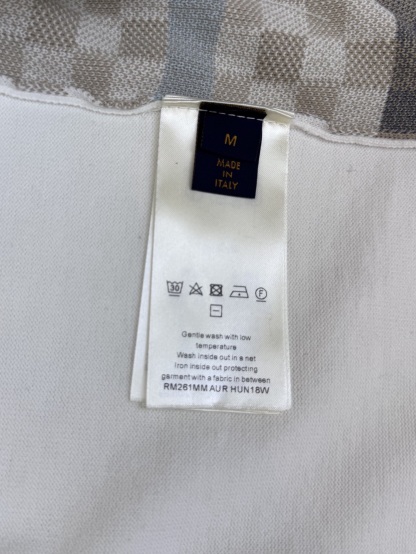 M
MADE
IN
ITALY
30
F
Gentle wash with low
temperature
Wash inside out in a net
Iron inside out protecting
garment with a fabric in between
RM261MM AUR HUN18W